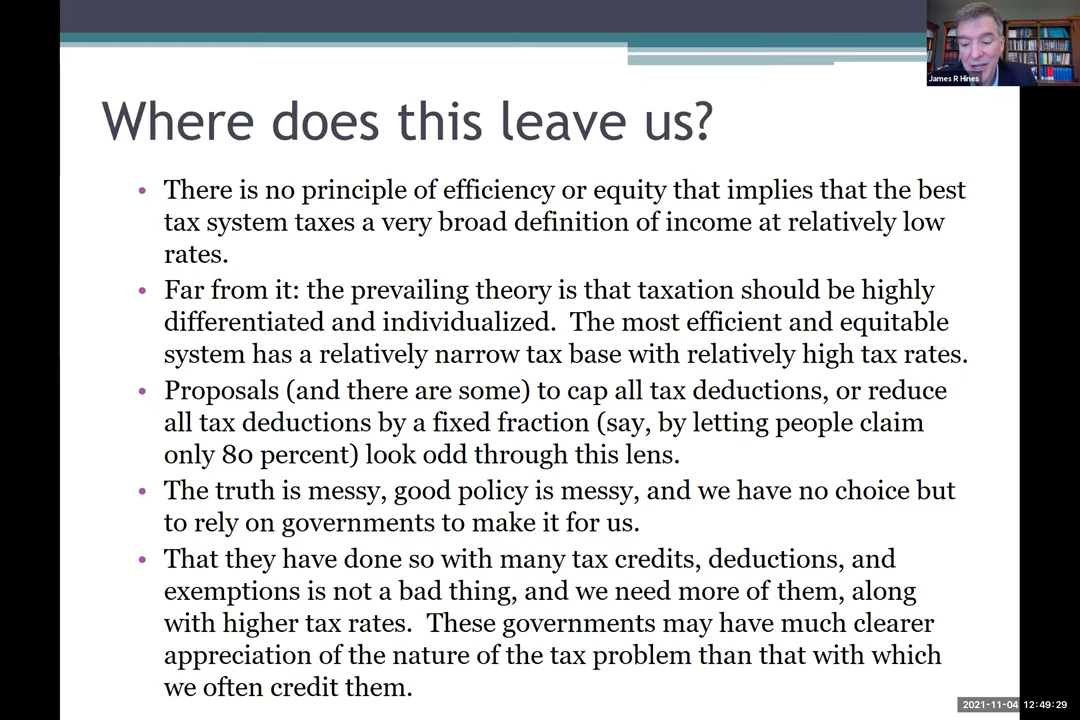 James R Hines
Where does this leave us?
• There is no principle of efficiency or equity that implies that the best
tax system taxes a very broad definition of income at relatively low
rates.
• Far from it: the prevailing theory is that taxation should be highly
differentiated and individualized.  The most efficient and equitable
system has a relatively narrow tax base with relatively high tax rates.
• Proposals (and there are some) to cap all tax deductions, or reduce
all tax deductions by a fixed fraction (say, by letting people claim
only 80 percent) look odd through this lens.
• The truth is messy, good policy is messy, and we have no choice but
to rely on governments to make it for us.
• That they have done so with many tax credits, deductions, and
exemptions is not a bad thing, and we need more of them, along
with higher tax rates.  These governments may have much clearer
appreciation of the nature of the tax problem than that with which
we often credit them.
2021-11-04 12:49:29